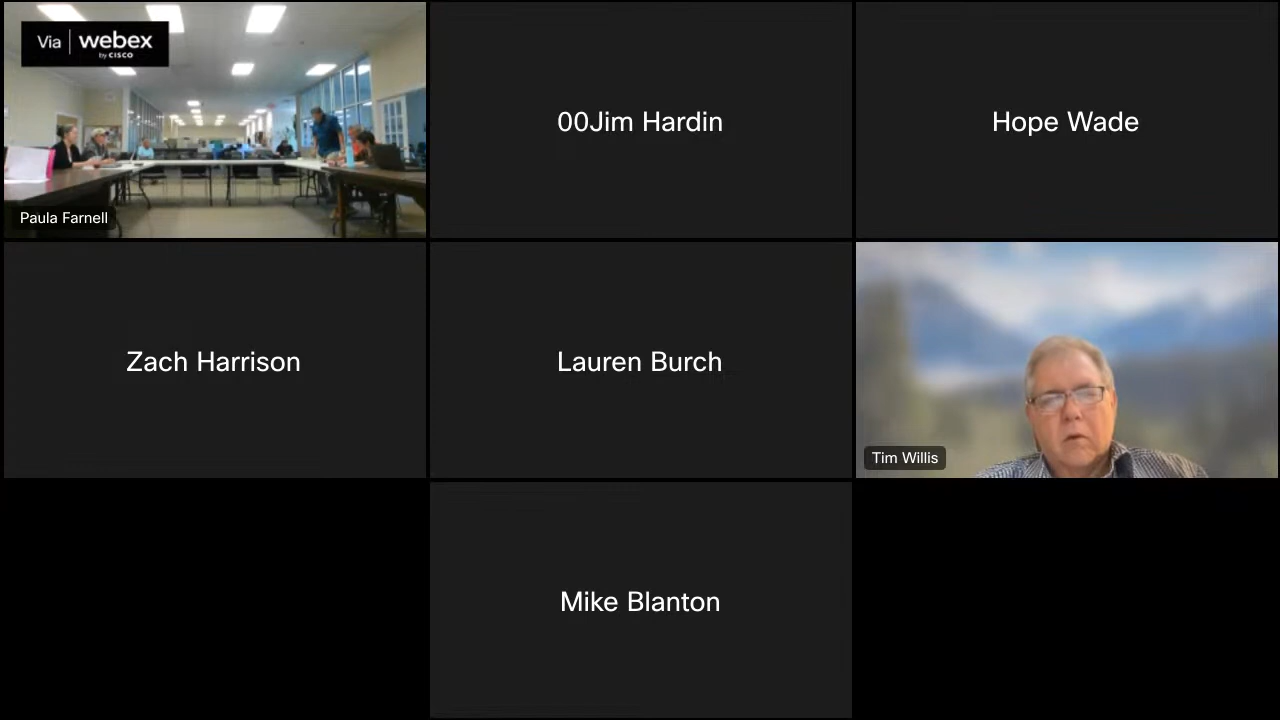 Via webex
by CISCO
Paula Farnell
00Jim Hardin
Hope Wade
Zach Harrison
Lauren Burch
Tim Willis
Mike Blanton